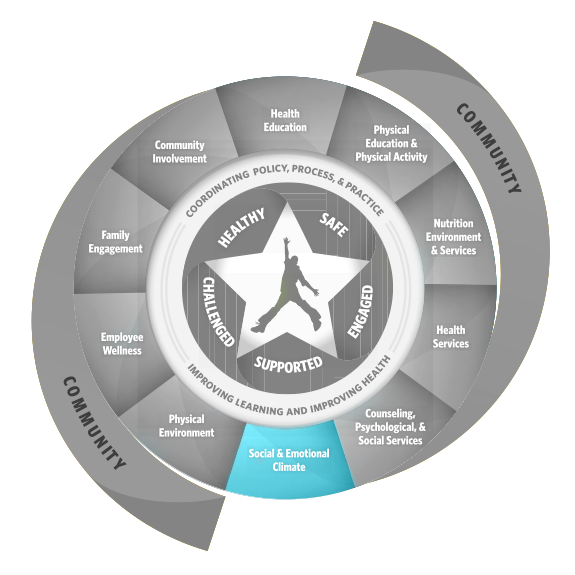 COMMUNITY
Health
Education
Physical
Education &
Physical Activity
Nutrition
Environment
& Services
Health
Services
Counseling,
Psychological, &
Social Services
Social & Emotional
Climate
Physical
Environment
Employee
Wellness
Family
Engagement
Community
Involvement
COORDINATING POLICY, PROCESS, & PRACTICE
IMPROVING LEARNING AND IMPROVING HEALTH
HEALTHY
SAFE
ENGAGED
SUPPORTED
CHALLENGED
COMMUNITY